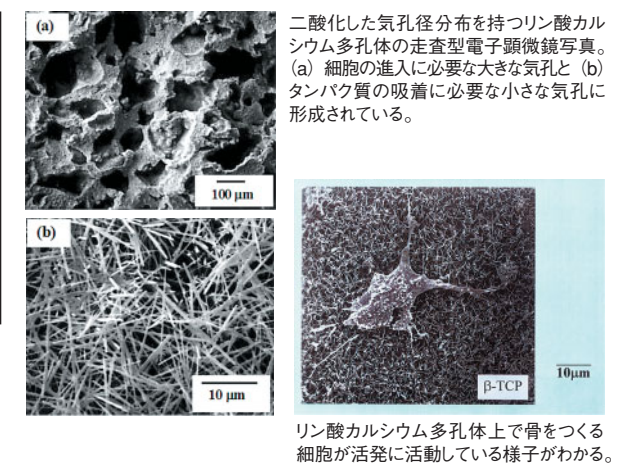 (a)
100 μm
二酸化した気孔径分布を持つリン酸カル
シウム多孔体の走査型電子顕微鏡写真。
(a) 細胞の進入に必要な大きな気孔と (b)
タンパク質の吸着に必要な小さな気孔に
形成されている。
(b)
10 μm
β-TCP
10μm
リン酸カルシウム多孔体上で骨をつくる
細胞が活発に活動している様子がわかる。